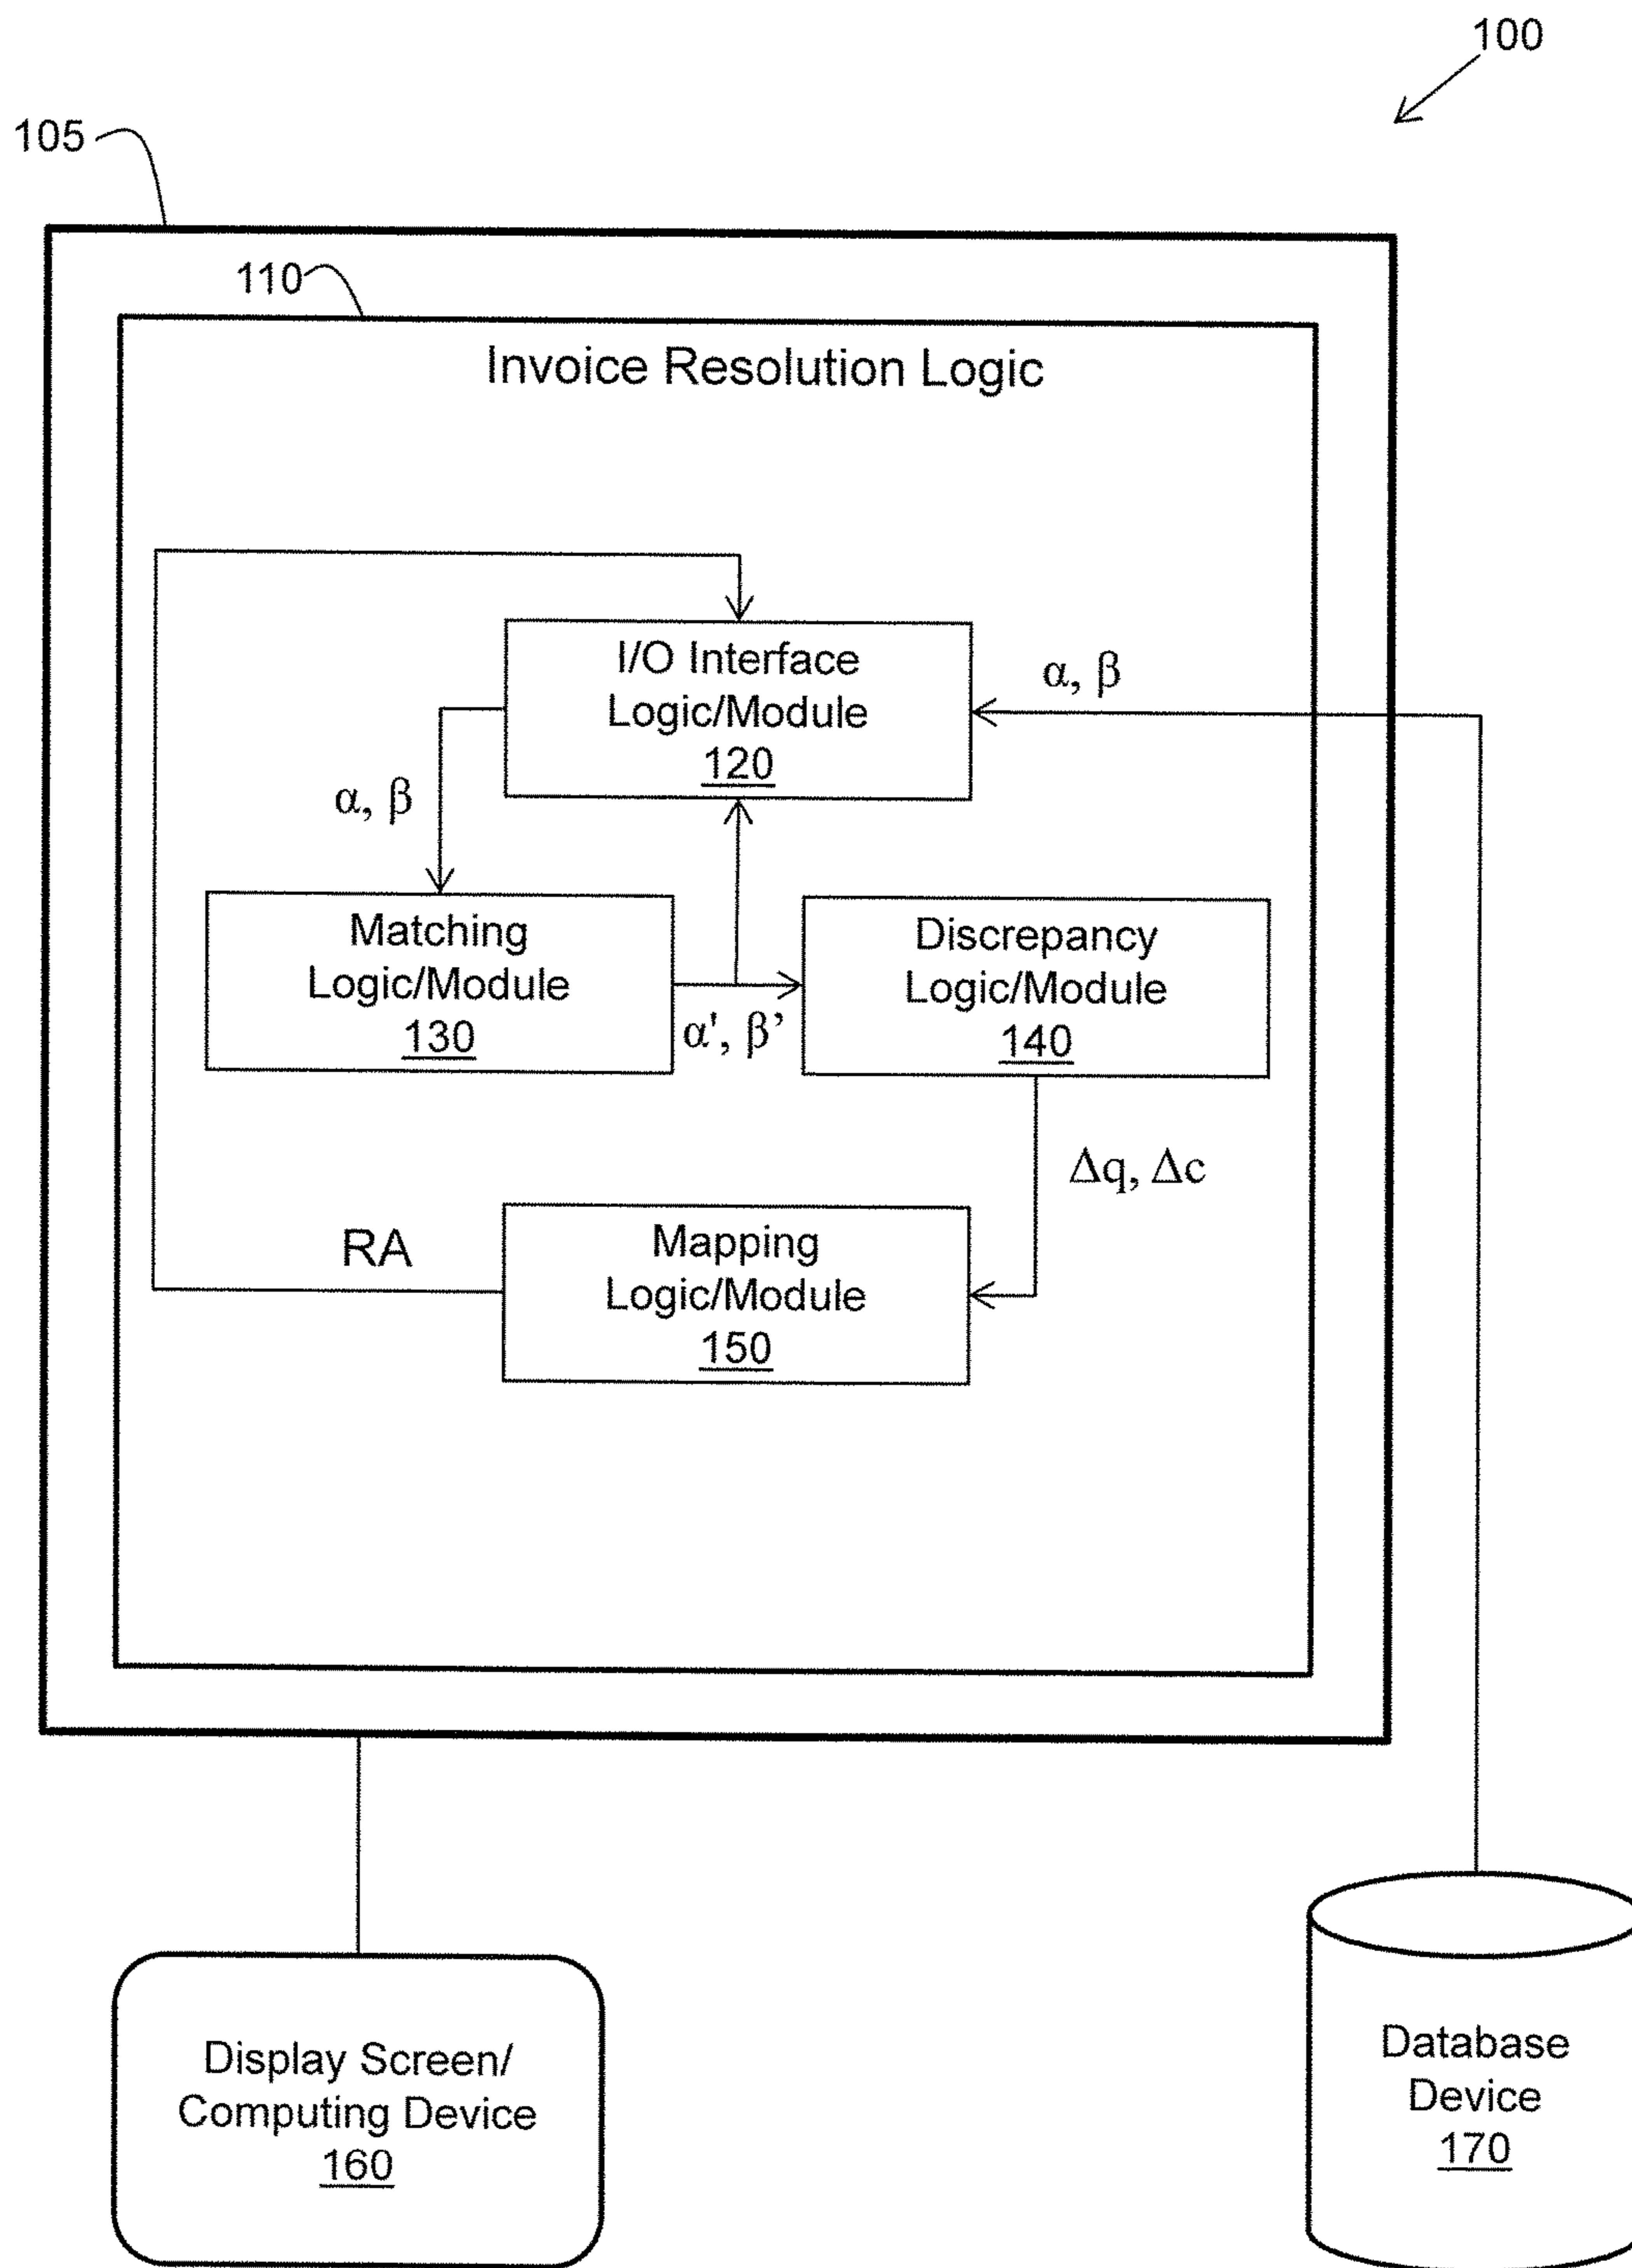 100
105
110
Invoice Resolution Logic
I/O Interface
Logic/Module
120
α, β
α, β
Matching
Logic/Module
130
α', β’
Discrepancy
Logic/Module
140
Δq, Δc
RA
Mapping
Logic/Module
150
Display Screen/
Computing Device
160
Database
Device
170